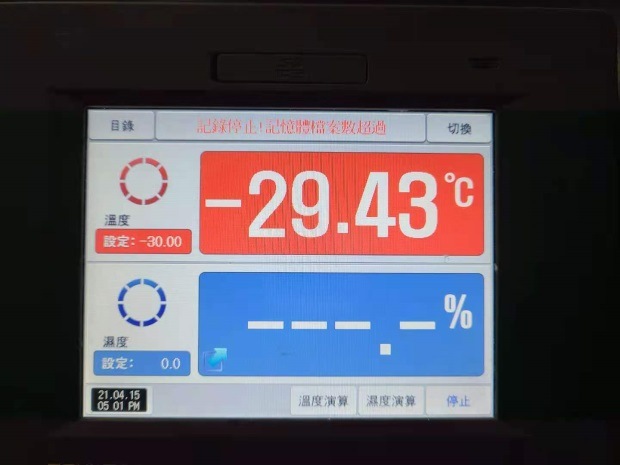 目錄
記錄停止!記憶體檔案數超過
切換
-29.43℃
溫度
設定: -30.00
---.-%
濕度
設定: 0.0
21.04.15
05 01 PM
溫度演算
濕度演算
停止